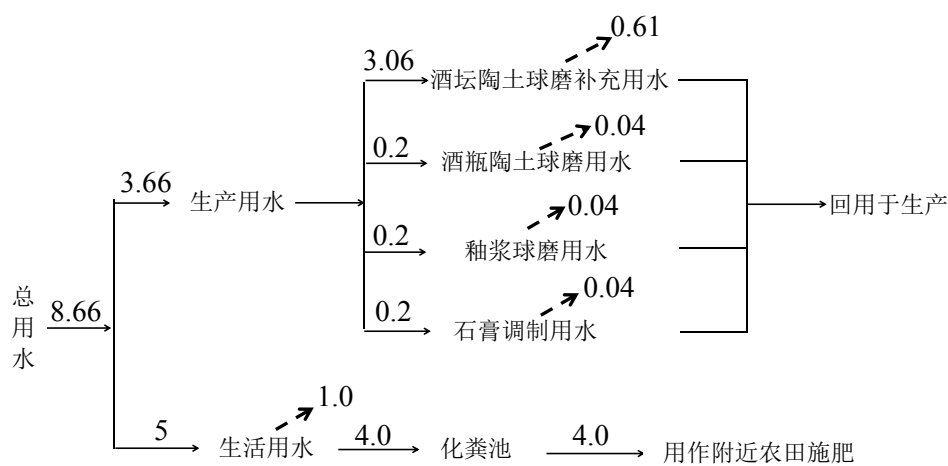 0.61
3.06
酒坛陶土球磨补充用水
0.04
0.2
酒瓶陶土球磨用水
3.66
生产用水
0.04
回用于生产
0.2
釉浆球磨用水
总用水
8.66
0.04
0.2
石膏调制用水
1.0
5
生活用水
4.0
化粪池
4.0
用作附近农田施肥